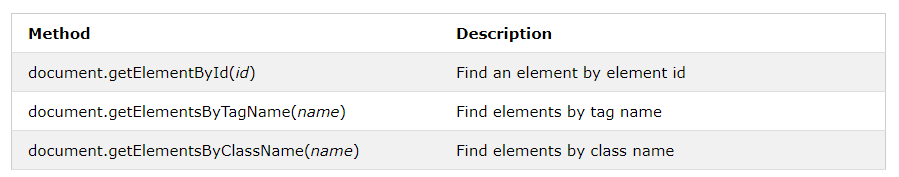 Method Description
document.getElementById(id) Find an element by element id
document.getElementsByTagName(name) Find elements by tag name
document.getElementsByClassName(name) Find elements by class name